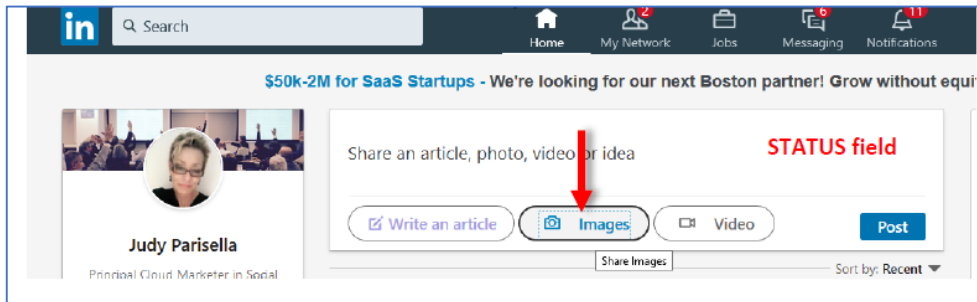 in
Search
2
6
11
Home My Network Jobs Messaging Notifications
$50k-2M for SaaS Startups - We're looking for our next Boston partner! Grow without equi
Share an article, photo, video or idea
STATUS field
Write an article
Images
Video
Post
Share Images
Judy Parisella
Principal Cloud Marketer in Social
Sort by: Recent